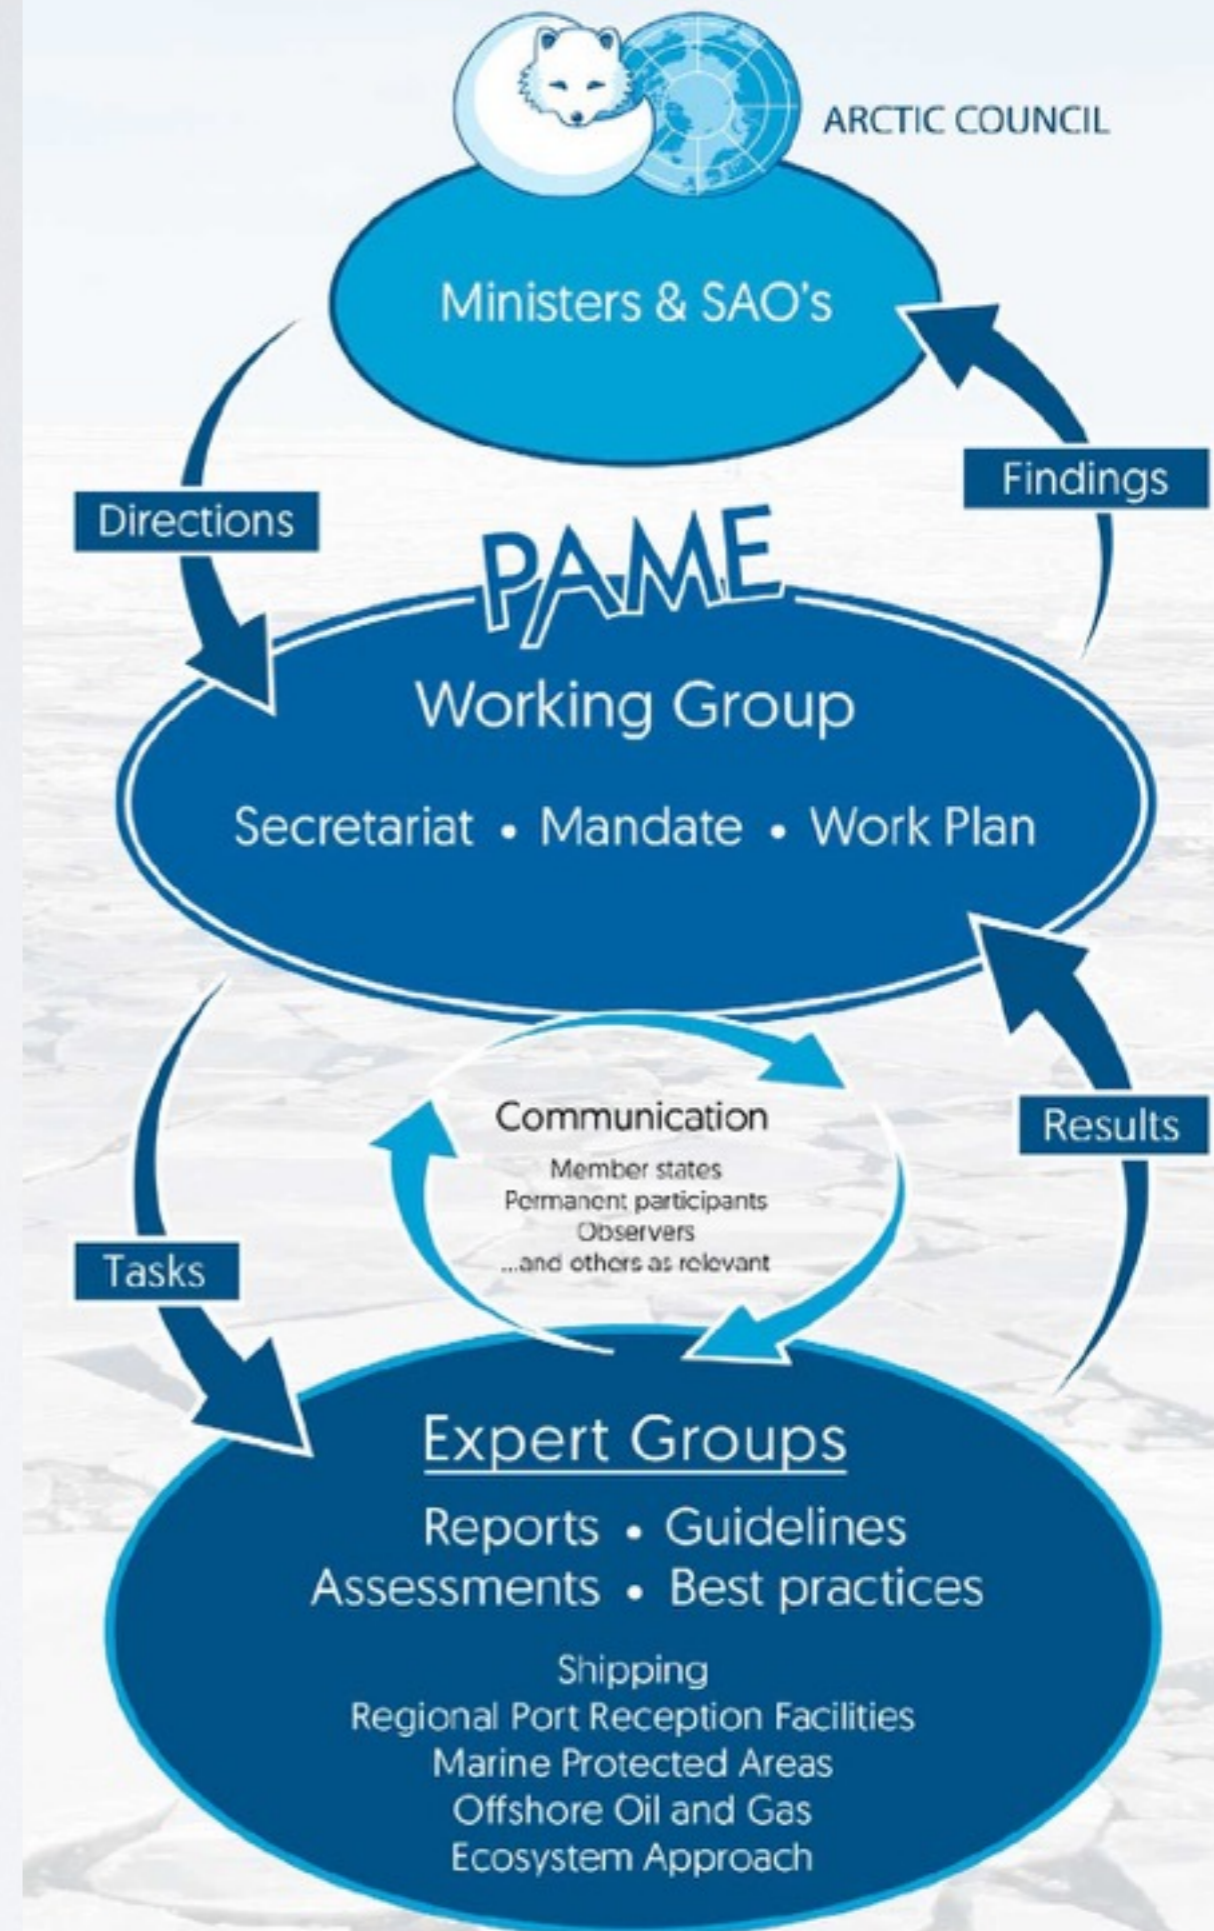 ARCTIC COUNCIL
Ministers & SAO's
Directions
Findings
PAME
Working Group
Secretariat • Mandate • Work Plan
Communication
Member states
Permanent participants
Observers
...and others as relevant
Results
Tasks
Expert Groups
Reports • Guidelines
Assessments • Best practices
Shipping
Regional Port Reception Facilities
Marine Protected Areas
Offshore Oil and Gas
Ecosystem Approach